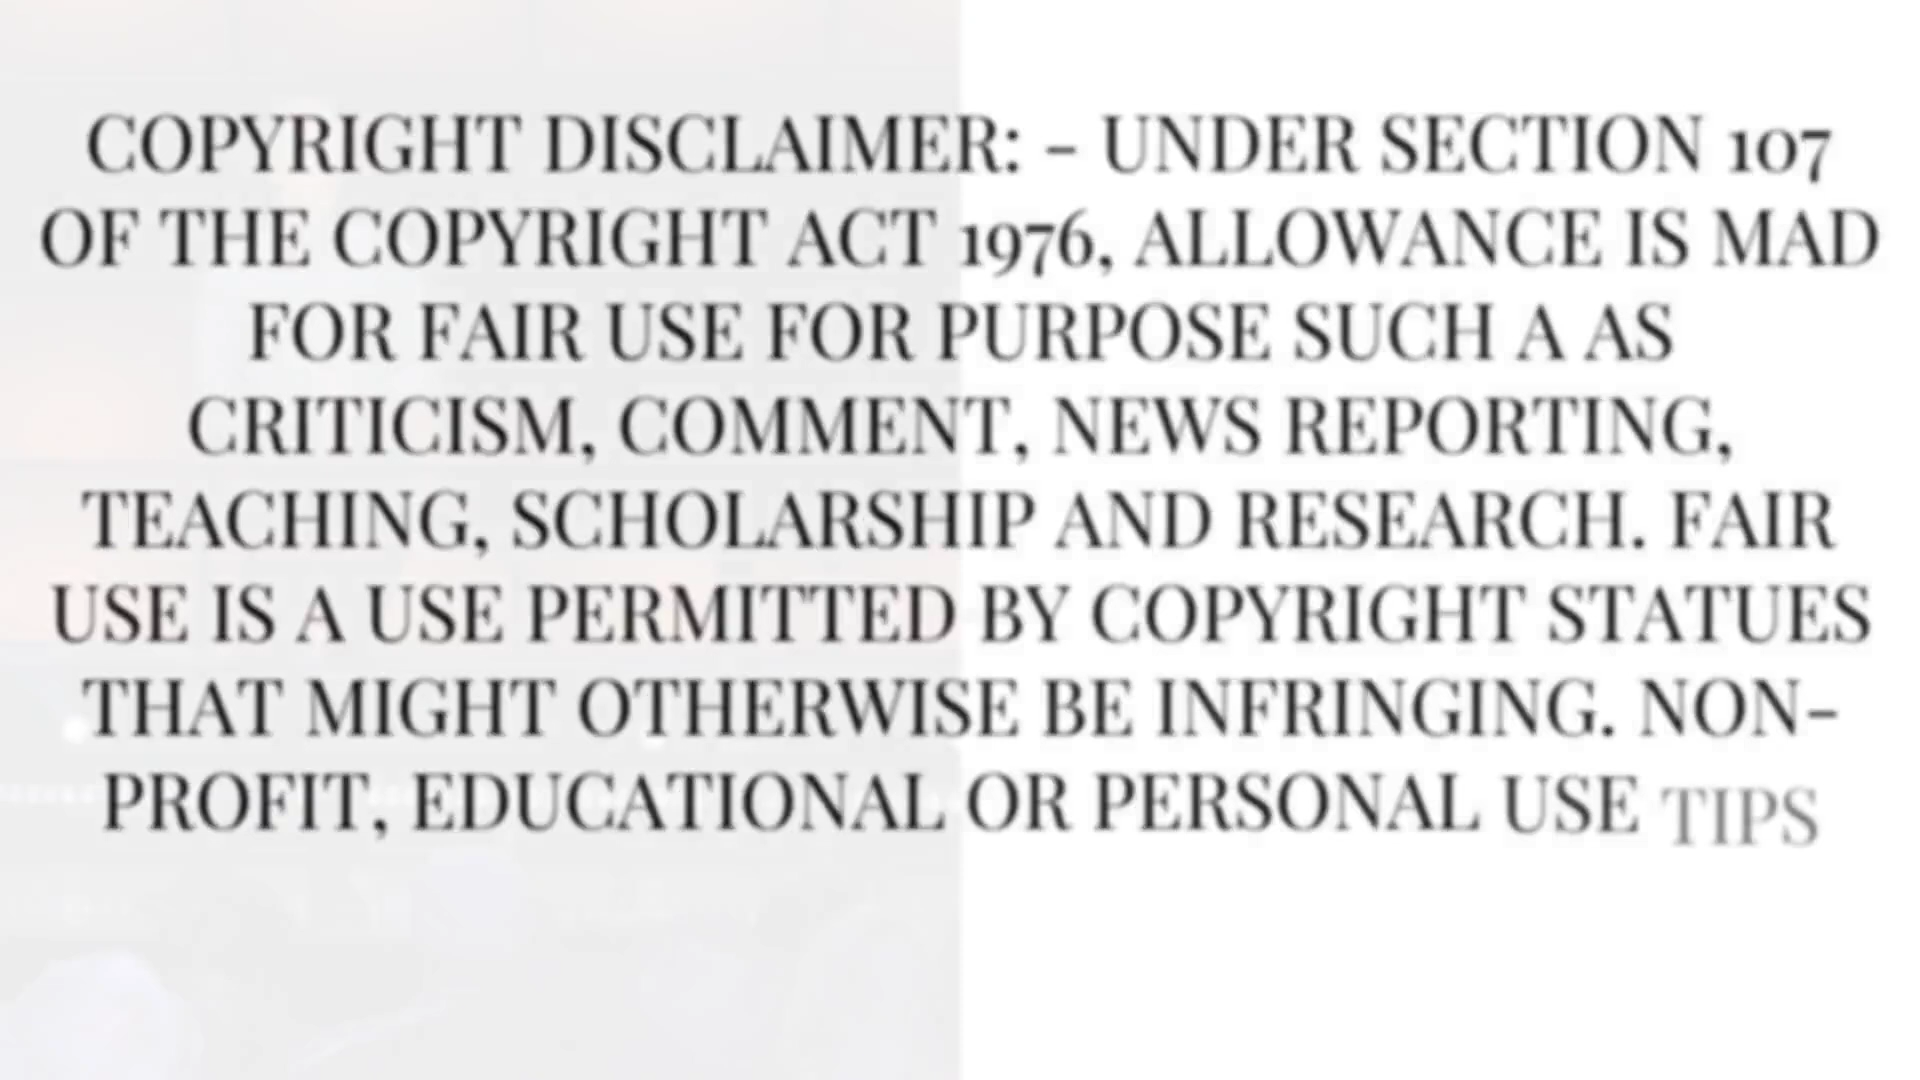 COPYRIGHT DISCLAIMER: - UNDER SECTION 107
OF THE COPYRIGHT ACT 1976, ALLOWANCE IS MAD
FOR FAIR USE FOR PURPOSE SUCH A AS
CRITICISM, COMMENT, NEWS REPORTING,
TEACHING, SCHOLARSHIP AND RESEARCH. FAIR
USE IS A USE PERMITTED BY COPYRIGHT STATUES
THAT MIGHT OTHERWISE BE INFRINGING. NON-
PROFIT, EDUCATIONAL OR PERSONAL USE TIPS